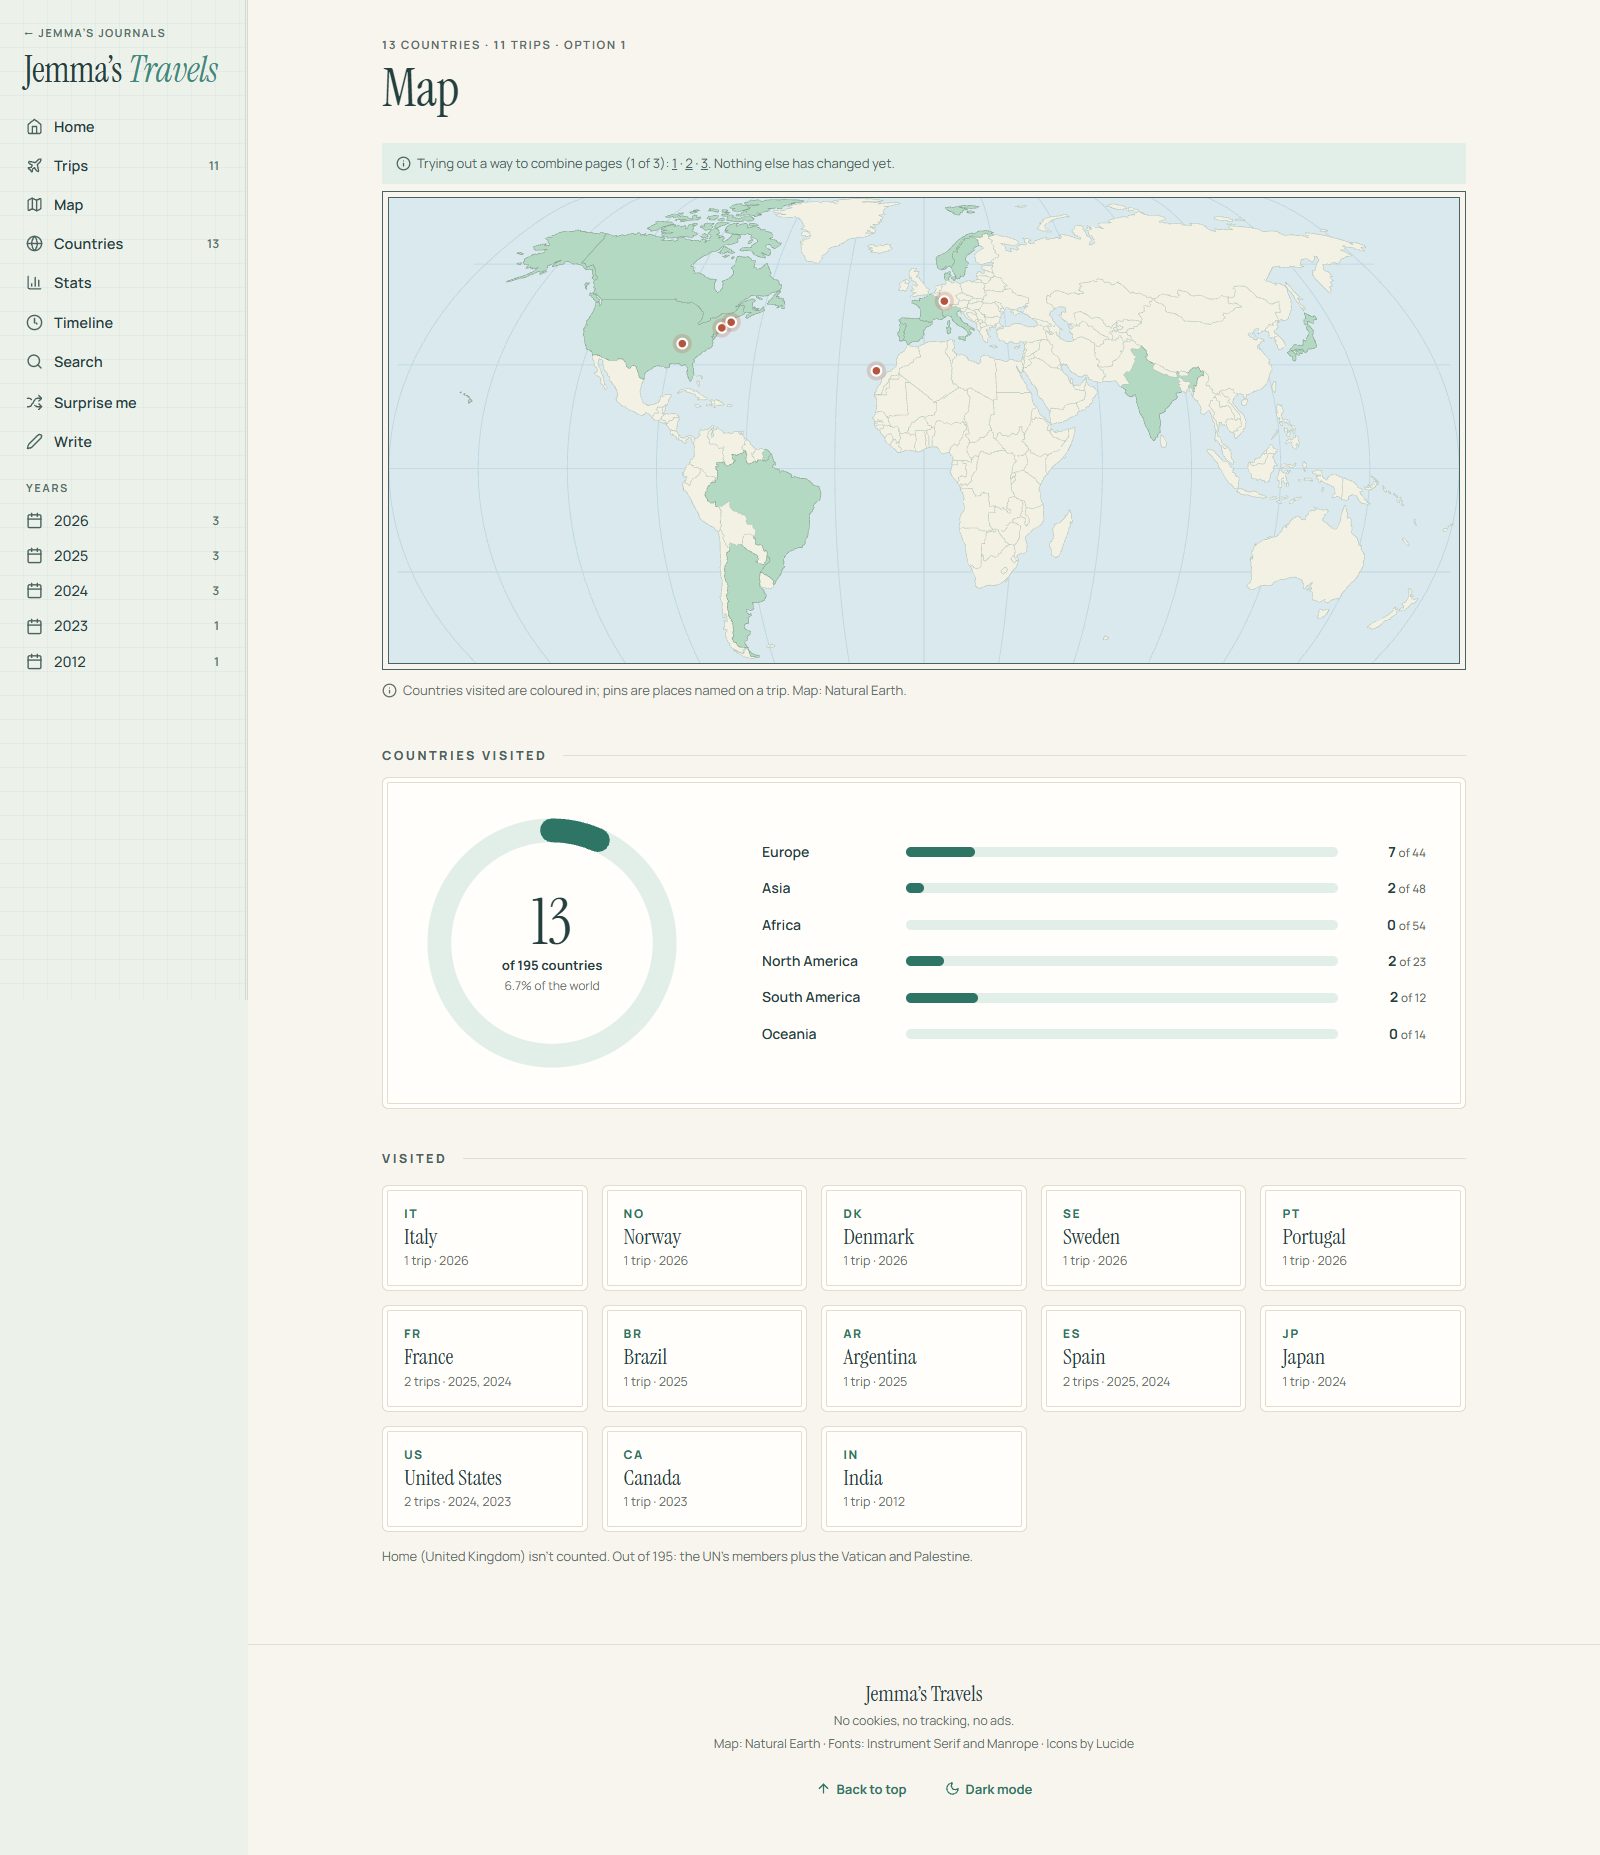 ← JEMMA'S JOURNALS
Jemma's Travels
Home
Trips 11
Map
Countries 13
Stats
Timeline
Search
Surprise me
Write
YEARS
2026 3
2025 3
2024 3
2023 1
2012 1
13 COUNTRIES · 11 TRIPS · OPTION 1
Map
Trying out a way to combine pages (1 of 3): 1 · 2 · 3. Nothing else has changed yet.
Countries visited are coloured in; pins are places named on a trip. Map: Natural Earth.
COUNTRIES VISITED
13
of 195 countries
6.7% of the world
Europe 7 of 44
Asia 2 of 48
Africa 0 of 54
North America 2 of 23
South America 2 of 12
Oceania 0 of 14
VISITED
IT
Italy
1 trip · 2026
NO
Norway
1 trip · 2026
DK
Denmark
1 trip · 2026
SE
Sweden
1 trip · 2026
PT
Portugal
1 trip · 2026
FR
France
2 trips · 2025, 2024
BR
Brazil
1 trip · 2025
AR
Argentina
1 trip · 2025
ES
Spain
2 trips · 2025, 2024
JP
Japan
1 trip · 2024
US
United States
2 trips · 2024, 2023
CA
Canada
1 trip · 2023
IN
India
1 trip · 2012
Home (United Kingdom) isn't counted. Out of 195: the UN's members plus the Vatican and Palestine.
Jemma's Travels
No cookies, no tracking, no ads.
Map: Natural Earth · Fonts: Instrument Serif and Manrope · Icons by Lucide
Back to top
Dark mode